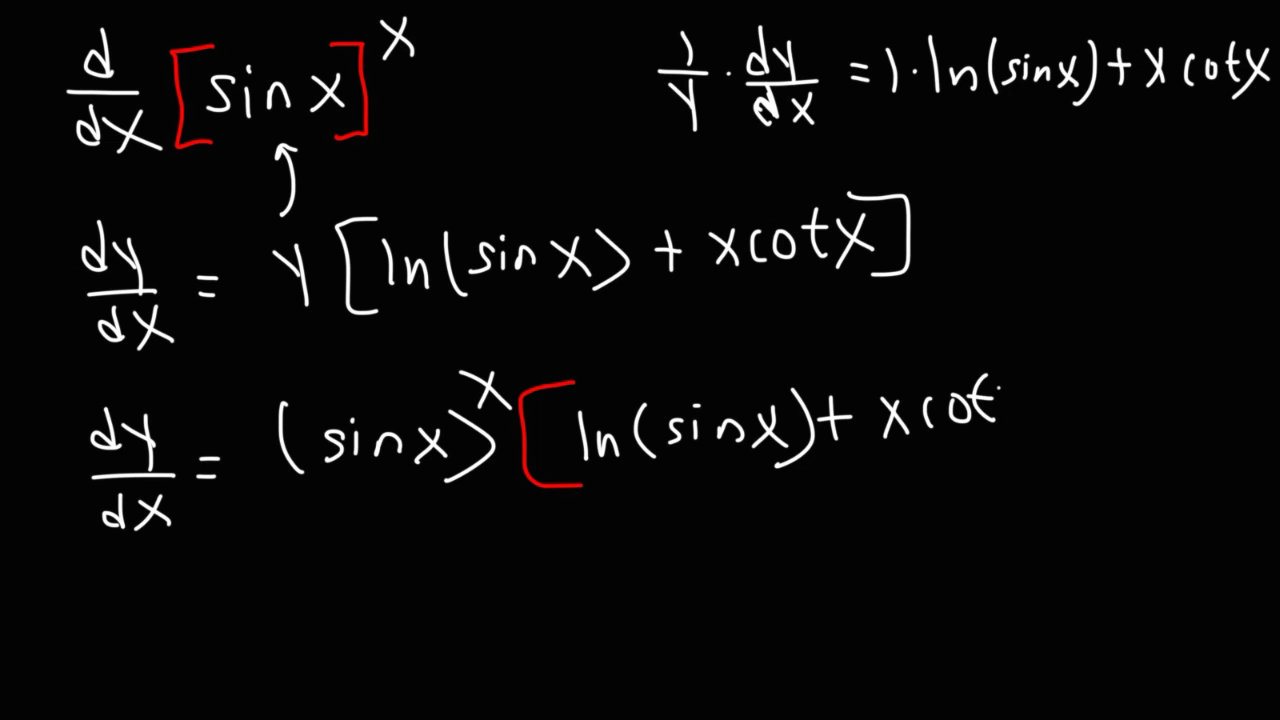 d/dx [sin x]^x
1/y · dy/dx = 1 · ln(sin x) + x cot x
dy/dx = y [ln(sin x) + x cot x]
dy/dx = (sin x)^x [ln(sin x) + x cot